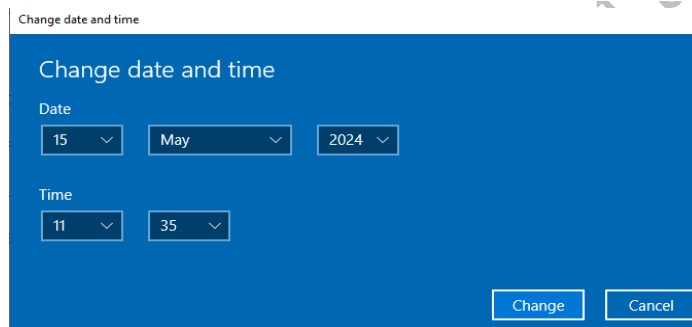 Change date and time
Change date and time
Date
15 May 2024
Time
11 35
Change Cancel